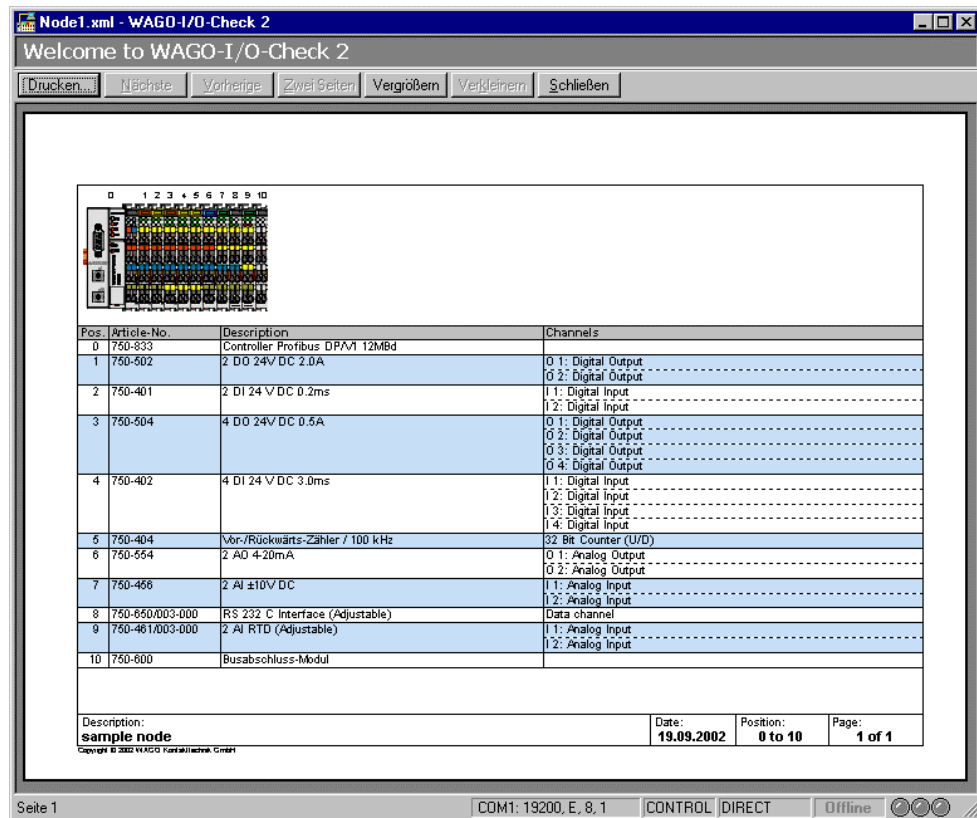 Node1.xml - WAGO-I/O-Check 2
Welcome to WAGO-I/O-Check 2
Drucken... Nächste Vorherige Zwei Seiten Vergrößern Verkleinern Schließen
0 1 2 3 4 5 6 7 8 9 10
Pos. Article-No. Description Channels
0 750-833 Controller Profibus DP/V1 12MBd
1 750-502 2 DO 24V DC 2.0A O 1: Digital Output
O 2: Digital Output
2 750-401 2 DI 24 V DC 0.2ms I 1: Digital Input
I 2: Digital Input
3 750-504 4 DO 24V DC 0.5A O 1: Digital Output
O 2: Digital Output
O 3: Digital Output
O 4: Digital Output
4 750-402 4 DI 24 V DC 3.0ms I 1: Digital Input
I 2: Digital Input
I 3: Digital Input
I 4: Digital Input
5 750-404 Vor-/Rückwärts-Zähler / 100 kHz 32 Bit Counter (U/D)
6 750-554 2 AO 4-20mA O 1: Analog Output
O 2: Analog Output
7 750-456 2 AI ±10V DC I 1: Analog Input
I 2: Analog Input
8 750-650/003-000 RS 232 C Interface (Adjustable) Data channel
9 750-461/003-000 2 AI RTD (Adjustable) I 1: Analog Input
I 2: Analog Input
10 750-600 Busabschluss-Modul
Description: Date: Position: Page:
sample node 19.09.2002 0 to 10 1 of 1
Copyright © 2002 WAGO Kontakttechnik GmbH
Seite 1 COM1: 19200, E, 8, 1 CONTROL DIRECT Offline